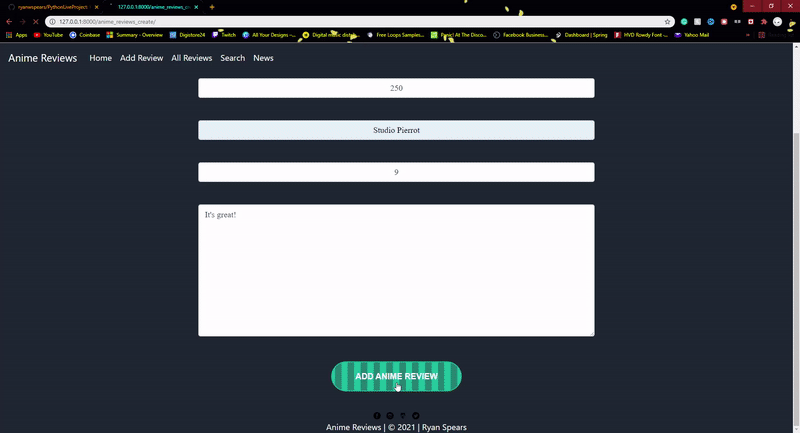 ryanwspears/PythonLiveProject
127.0.0.1:8000/anime_reviews_cr
127.0.0.1:8000/anime_reviews_create/
Apps YouTube Coinbase Summary - Overview Digistore24 Twitch All Your Designs –... Digital music distrib... Free Loops Samples... Panic! At The Disco... Facebook Business... Dashboard | Spring HVD Rowdy Font -... Yahoo Mail
Anime Reviews Home Add Review All Reviews Search News
250
Studio Pierrot
9
It's great!
ADD ANIME REVIEW
Anime Reviews | © 2021 | Ryan Spears